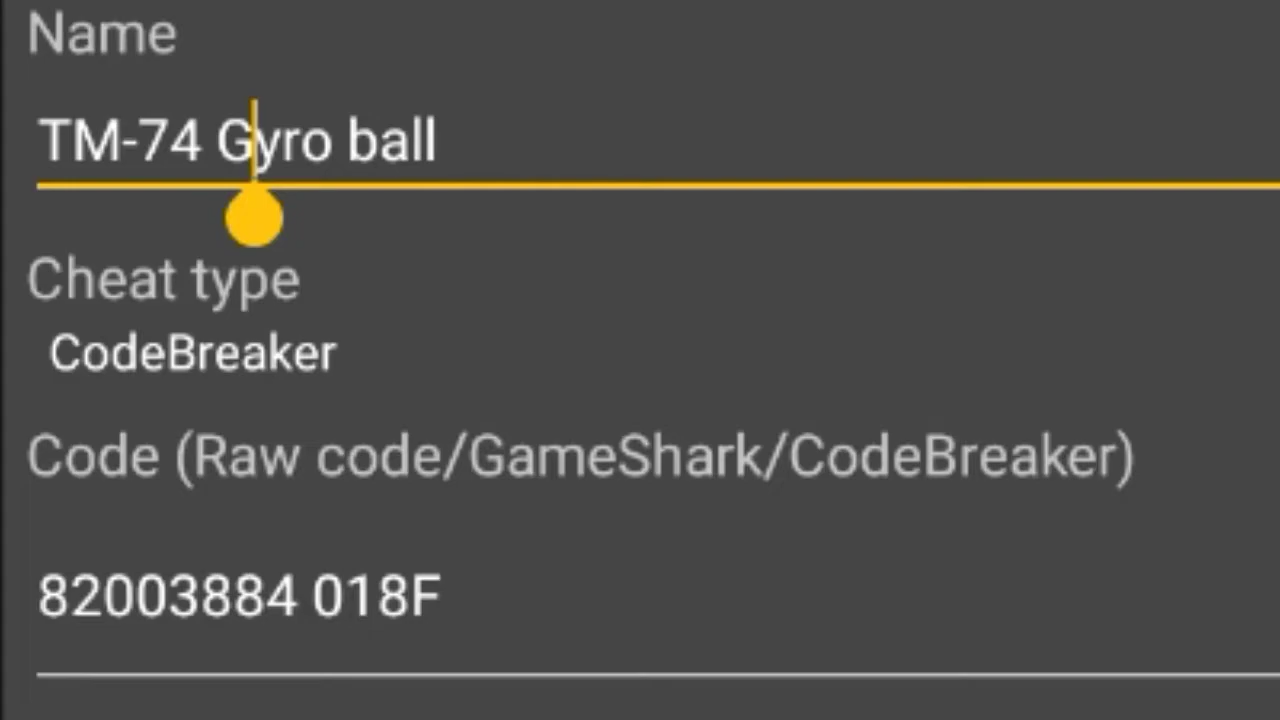 Name
TM-74 Gyro ball
Cheat type
CodeBreaker
Code (Raw code/GameShark/CodeBreaker)
82003884 018F